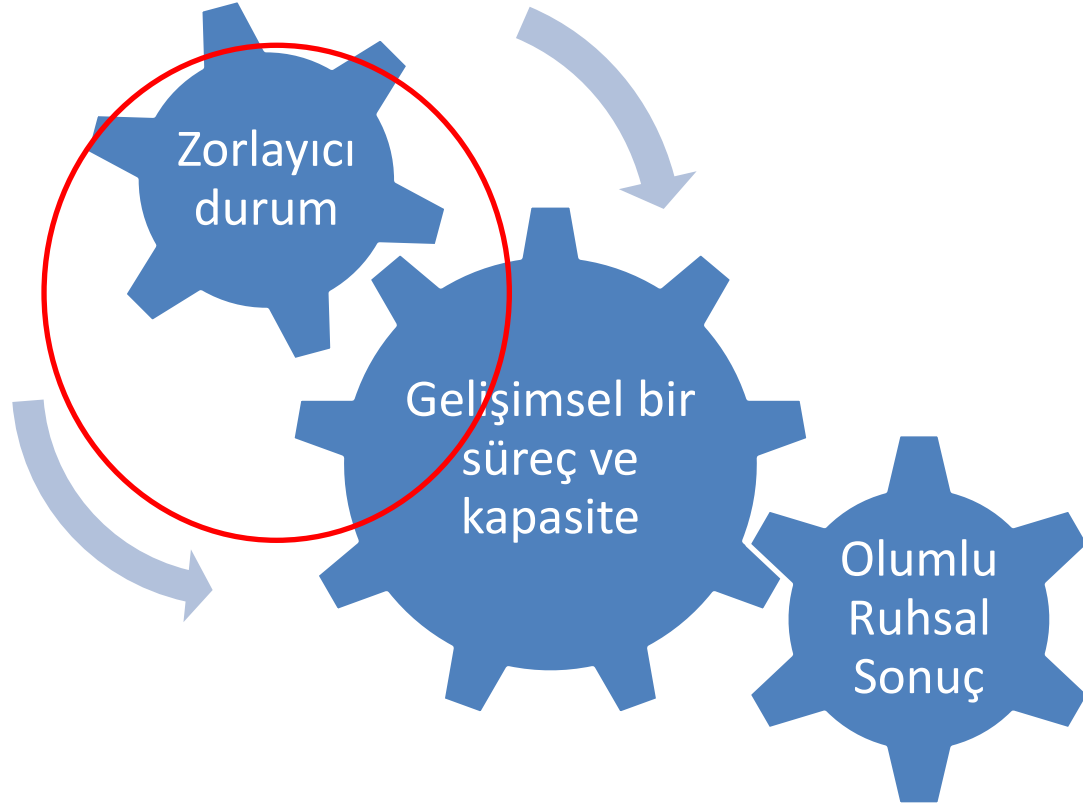 Zorlayıcı
durum
Gelişimsel bir
süreç ve
kapasite
Olumlu
Ruhsal
Sonuç